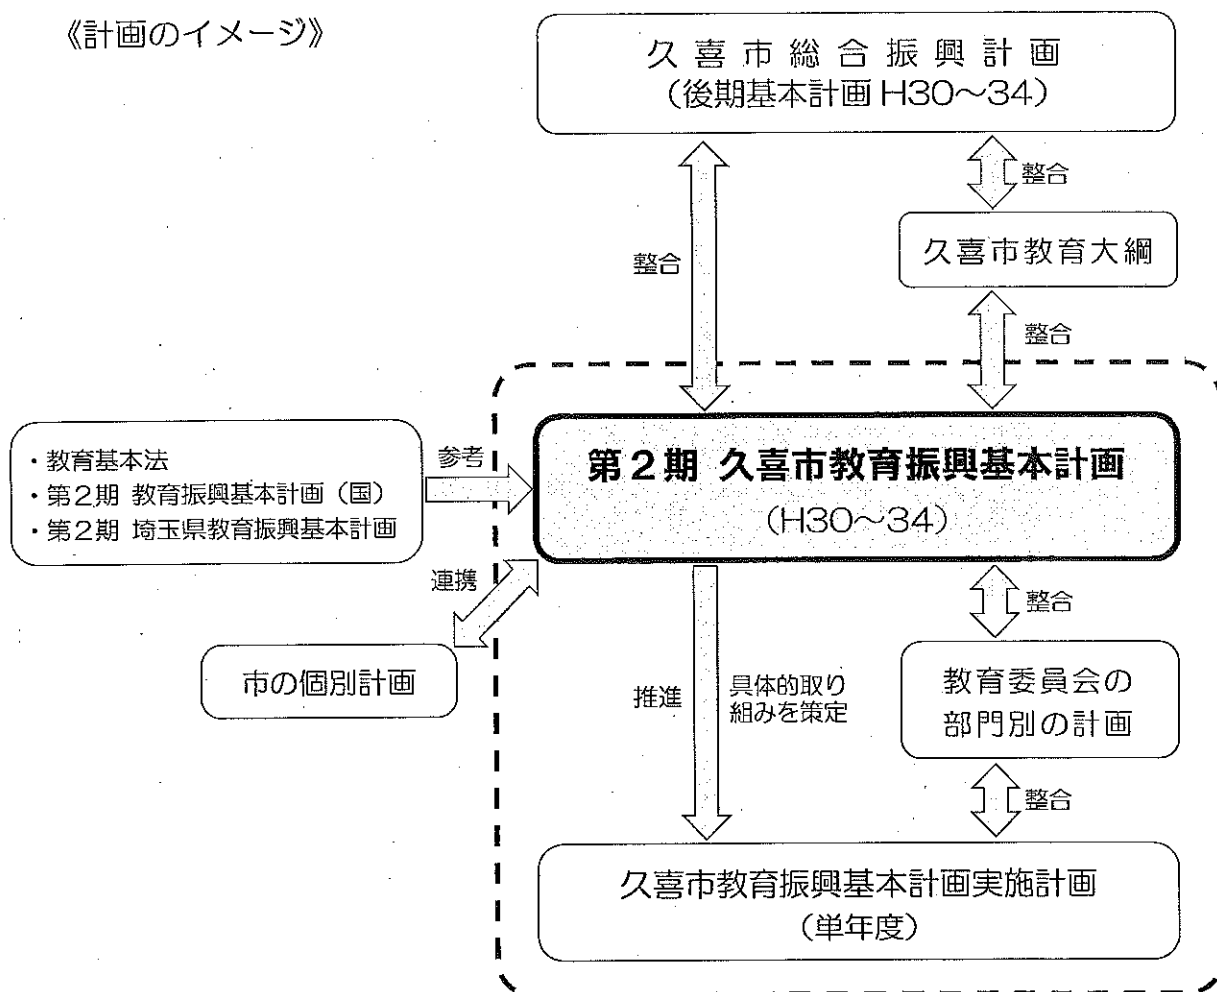 《計画のイメージ》
久喜市総合振興計画
（後期基本計画 H30～34）
整合
整合
久喜市教育大綱
整合
・教育基本法
・第2期 教育振興基本計画（国）
・第2期 埼玉県教育振興基本計画
参考
第2期 久喜市教育振興基本計画
（H30～34）
連携
市の個別計画
推進
具体的取り
組みを策定
整合
教育委員会の
部門別の計画
整合
久喜市教育振興基本計画実施計画
（単年度）